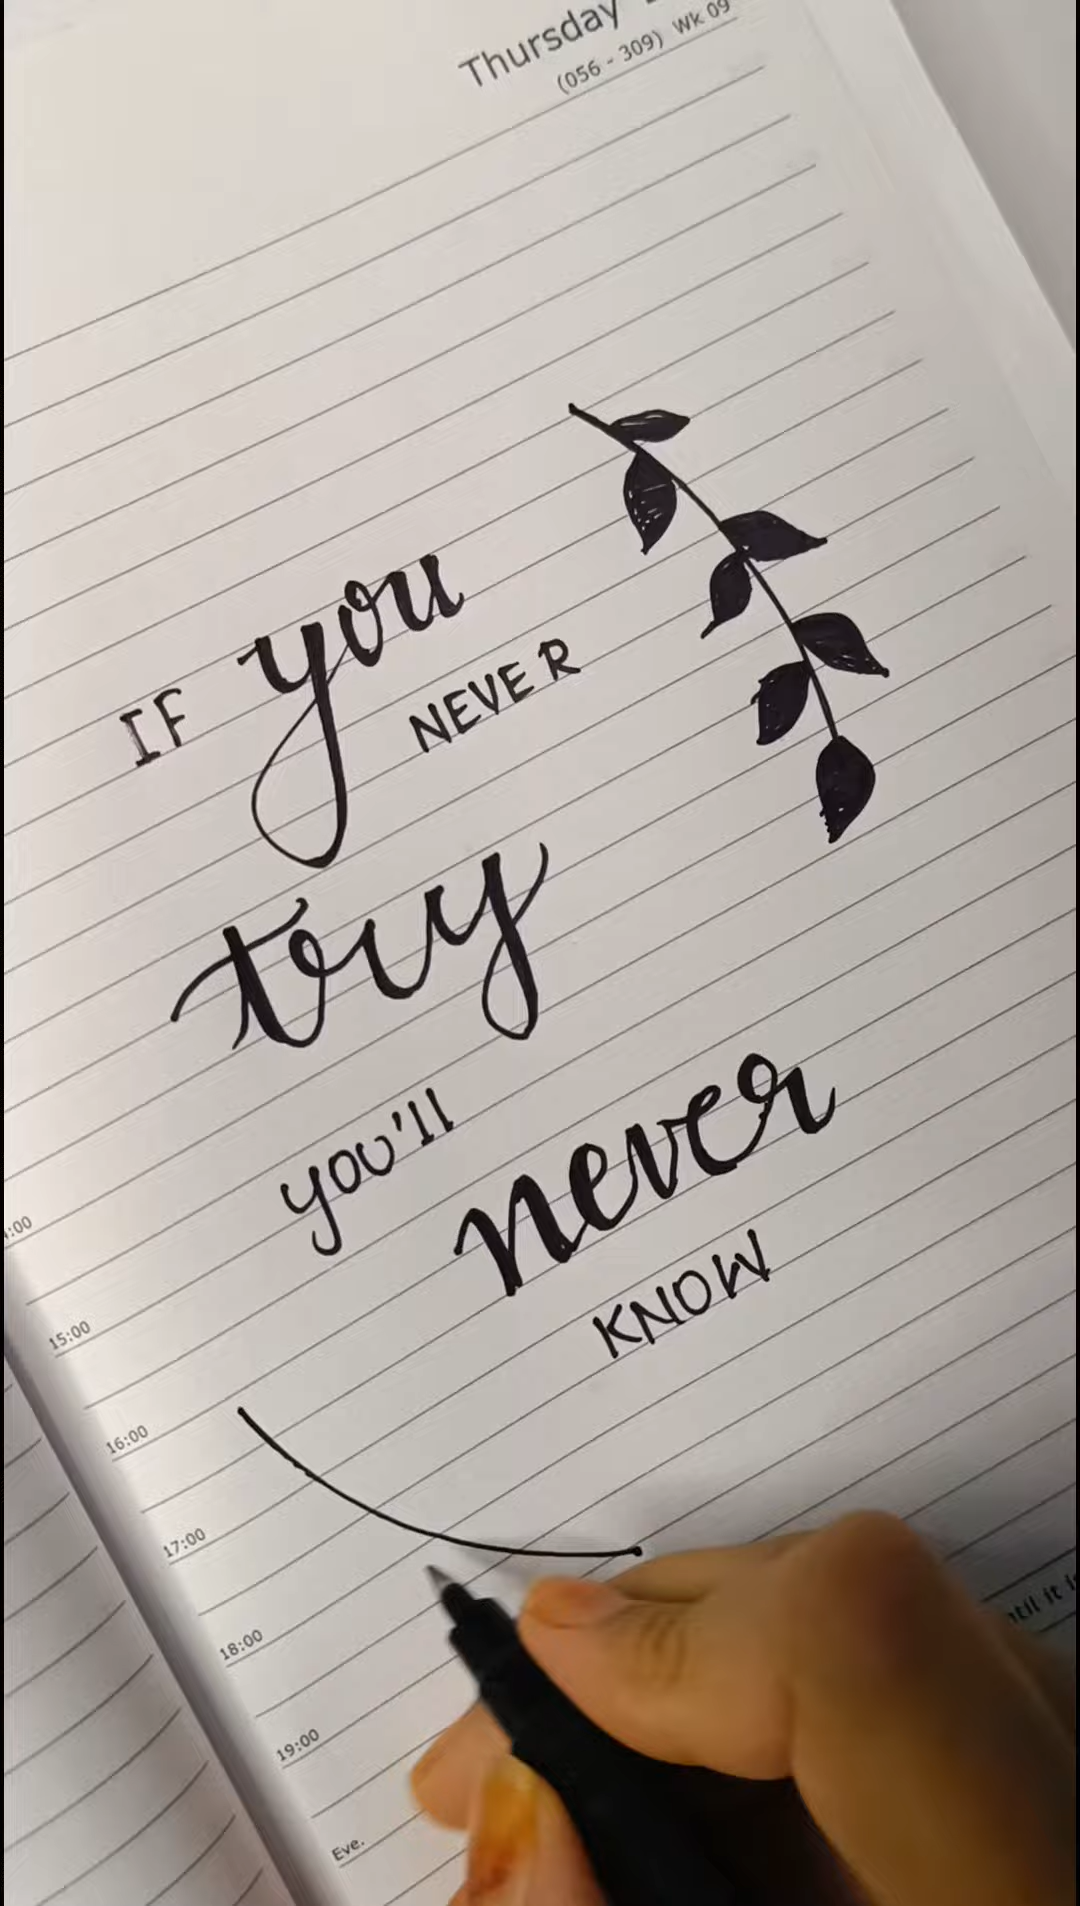 Thursday
(056 - 309) Wk 09
IF you NEVER
try
you'll never
KNOW
15:00
16:00
17:00
18:00
19:00
Eve.
it